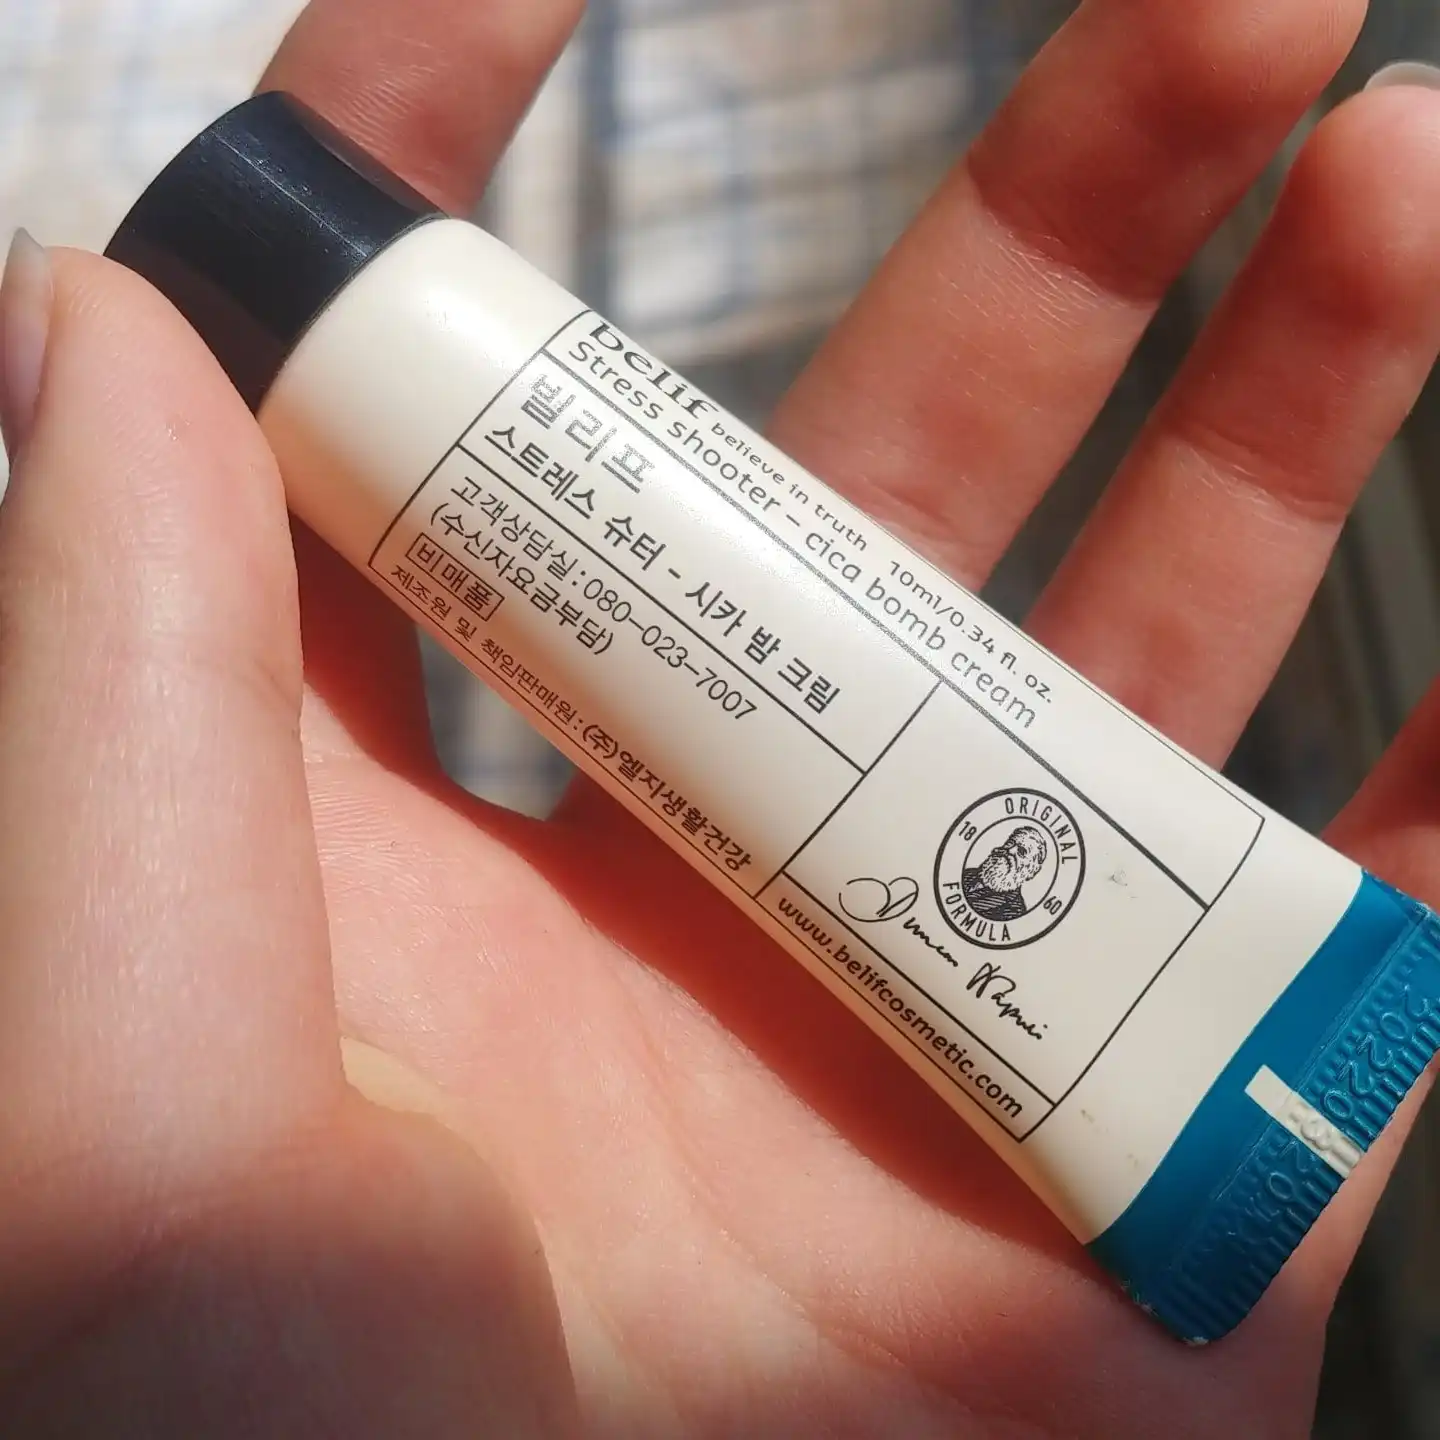 belif believe in truth 10ml/0.34 fl. oz.
Stress shooter – cica bomb cream
빌리프
스트레스 슈터 - 시카 밤 크림
고객상담실 : 080-023-7007
(수신자요금부담)
비매품
제조원 및 책임판매원 : (주)엘지생활건강
ORIGINAL
18 60
FORMULA
www.belifcosmetic.com